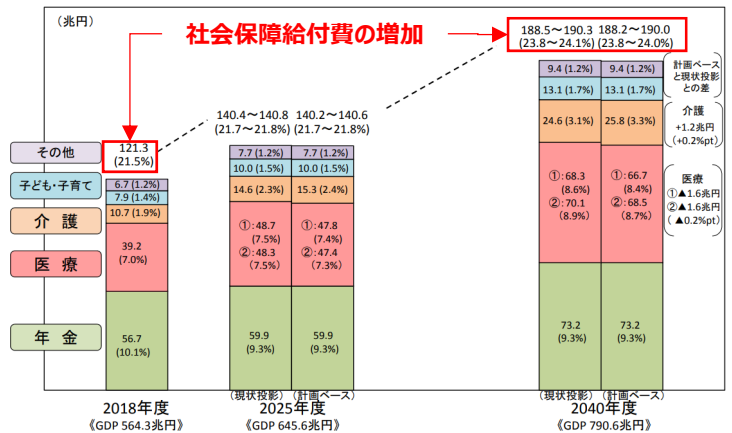 (兆円)
社会保障給付費の増加
188.5～190.3 188.2～190.0
(23.8～24.1%) (23.8～24.0%)
9.4 (1.2%) 9.4 (1.2%)
13.1 (1.7%) 13.1 (1.7%)
24.6 (3.1%) 25.8 (3.3%)
①:68.3
(8.6%)
②:70.1
(8.9%)
①:66.7
(8.4%)
②:68.5
(8.7%)
73.2
(9.3%)
73.2
(9.3%)
計画ベース
と現状投影
との差
介護
+1.2兆円
(+0.2%pt)
医療
①▲1.6兆円
②▲1.6兆円
( ▲0.2%pt)
140.4～140.8 140.2～140.6
(21.7～21.8%) (21.7～21.8%)
7.7 (1.2%) 7.7 (1.2%)
10.0 (1.5%) 10.0 (1.5%)
14.6 (2.3%) 15.3 (2.4%)
①:48.7
(7.5%)
②:48.3
(7.5%)
①:47.8
(7.4%)
②:47.4
(7.3%)
59.9
(9.3%)
59.9
(9.3%)
121.3
(21.5%)
その他
子ども・子育て
介 護
医 療
年 金
6.7 (1.2%)
7.9 (1.4%)
10.7 (1.9%)
39.2
(7.0%)
56.7
(10.1%)
2018年度
《GDP 564.3兆円》
(現状投影) (計画ベース)
2025年度
《GDP 645.6兆円》
(現状投影) (計画ベース)
2040年度
《GDP 790.6兆円》